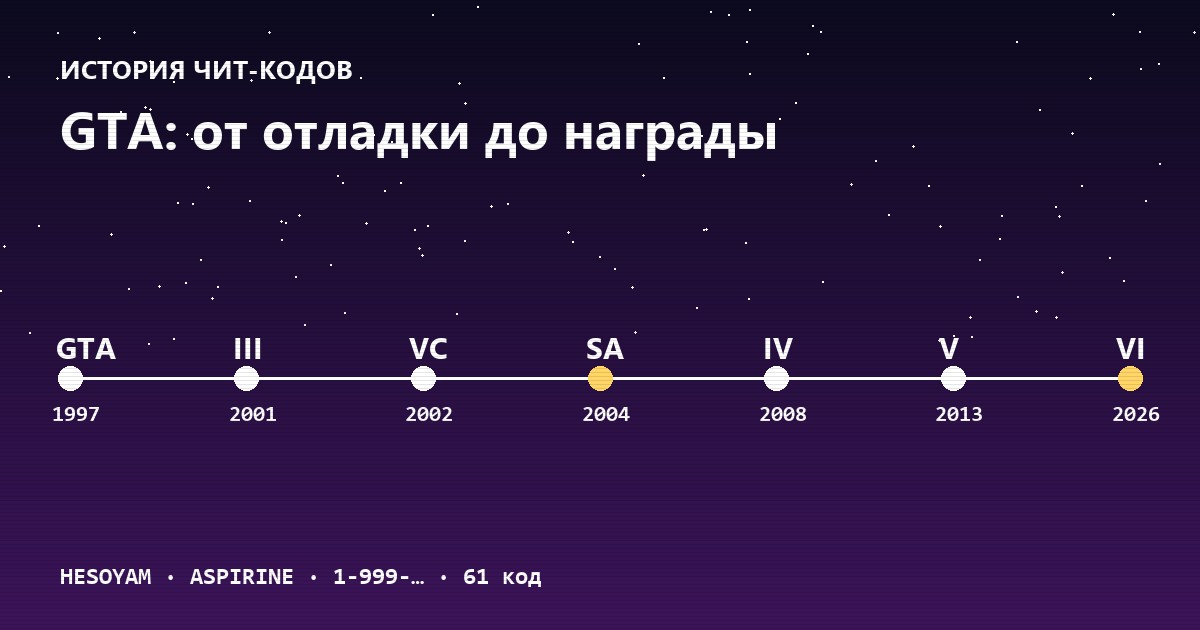 ИСТОРИЯ ЧИТ-КОДОВ
GTA: от отладки до награды
GTA III VC SA IV V VI
1997 2001 2002 2004 2008 2013 2026
HESOYAM · ASPIRINE · 1-999-… · 61 код